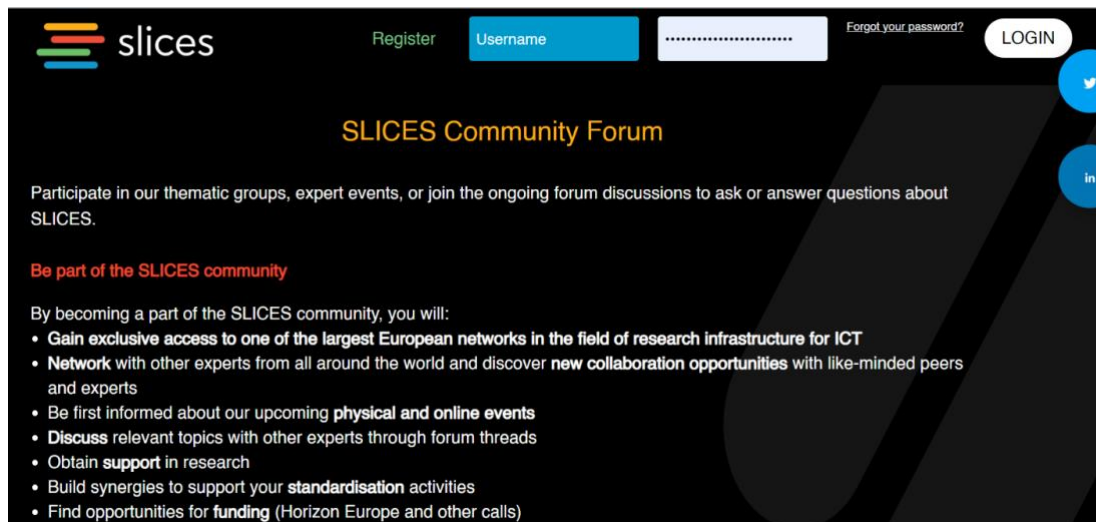 slices
Register
Username
························
Forgot your password?
LOGIN
in
SLICES Community Forum
Participate in our thematic groups, expert events, or join the ongoing forum discussions to ask or answer questions about
SLICES.
Be part of the SLICES community
By becoming a part of the SLICES community, you will:
• Gain exclusive access to one of the largest European networks in the field of research infrastructure for ICT
• Network with other experts from all around the world and discover new collaboration opportunities with like-minded peers
and experts
• Be first informed about our upcoming physical and online events
• Discuss relevant topics with other experts through forum threads
• Obtain support in research
• Build synergies to support your standardisation activities
• Find opportunities for funding (Horizon Europe and other calls)